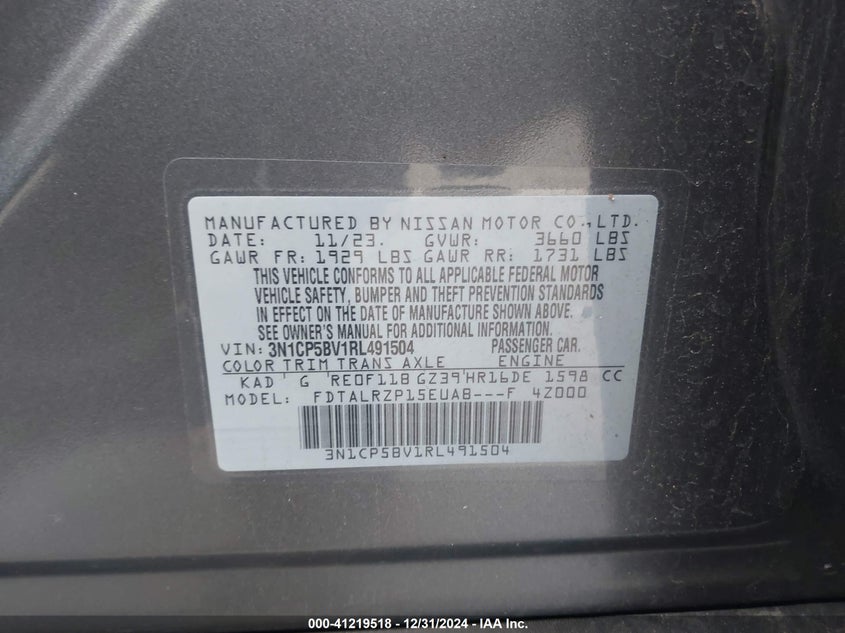 MANUFACTURED BY NISSAN MOTOR CO., LTD.
DATE: 11/23. GVWR: 3660 LBS
GAWR FR: 1929 LBS GAWR RR: 1731 LBS
THIS VEHICLE CONFORMS TO ALL APPLICABLE FEDERAL MOTOR
VEHICLE SAFETY, BUMPER AND THEFT PREVENTION STANDARDS
IN EFFECT ON THE DATE OF MANUFACTURE SHOWN ABOVE.
SEE OWNER'S MANUAL FOR ADDITIONAL INFORMATION.
VIN: 3N1CP5BV1RL491504 PASSENGER CAR.
COLOR TRIM TRANS AXLE ENGINE
KAD G RE0F11B GZ39 HR16DE 1598 CC
MODEL: FDTALRZP15EUAB---F 4Z000
3N1CP5BV1RL491504
000-41219518 - 12/31/2024 - IAA Inc.